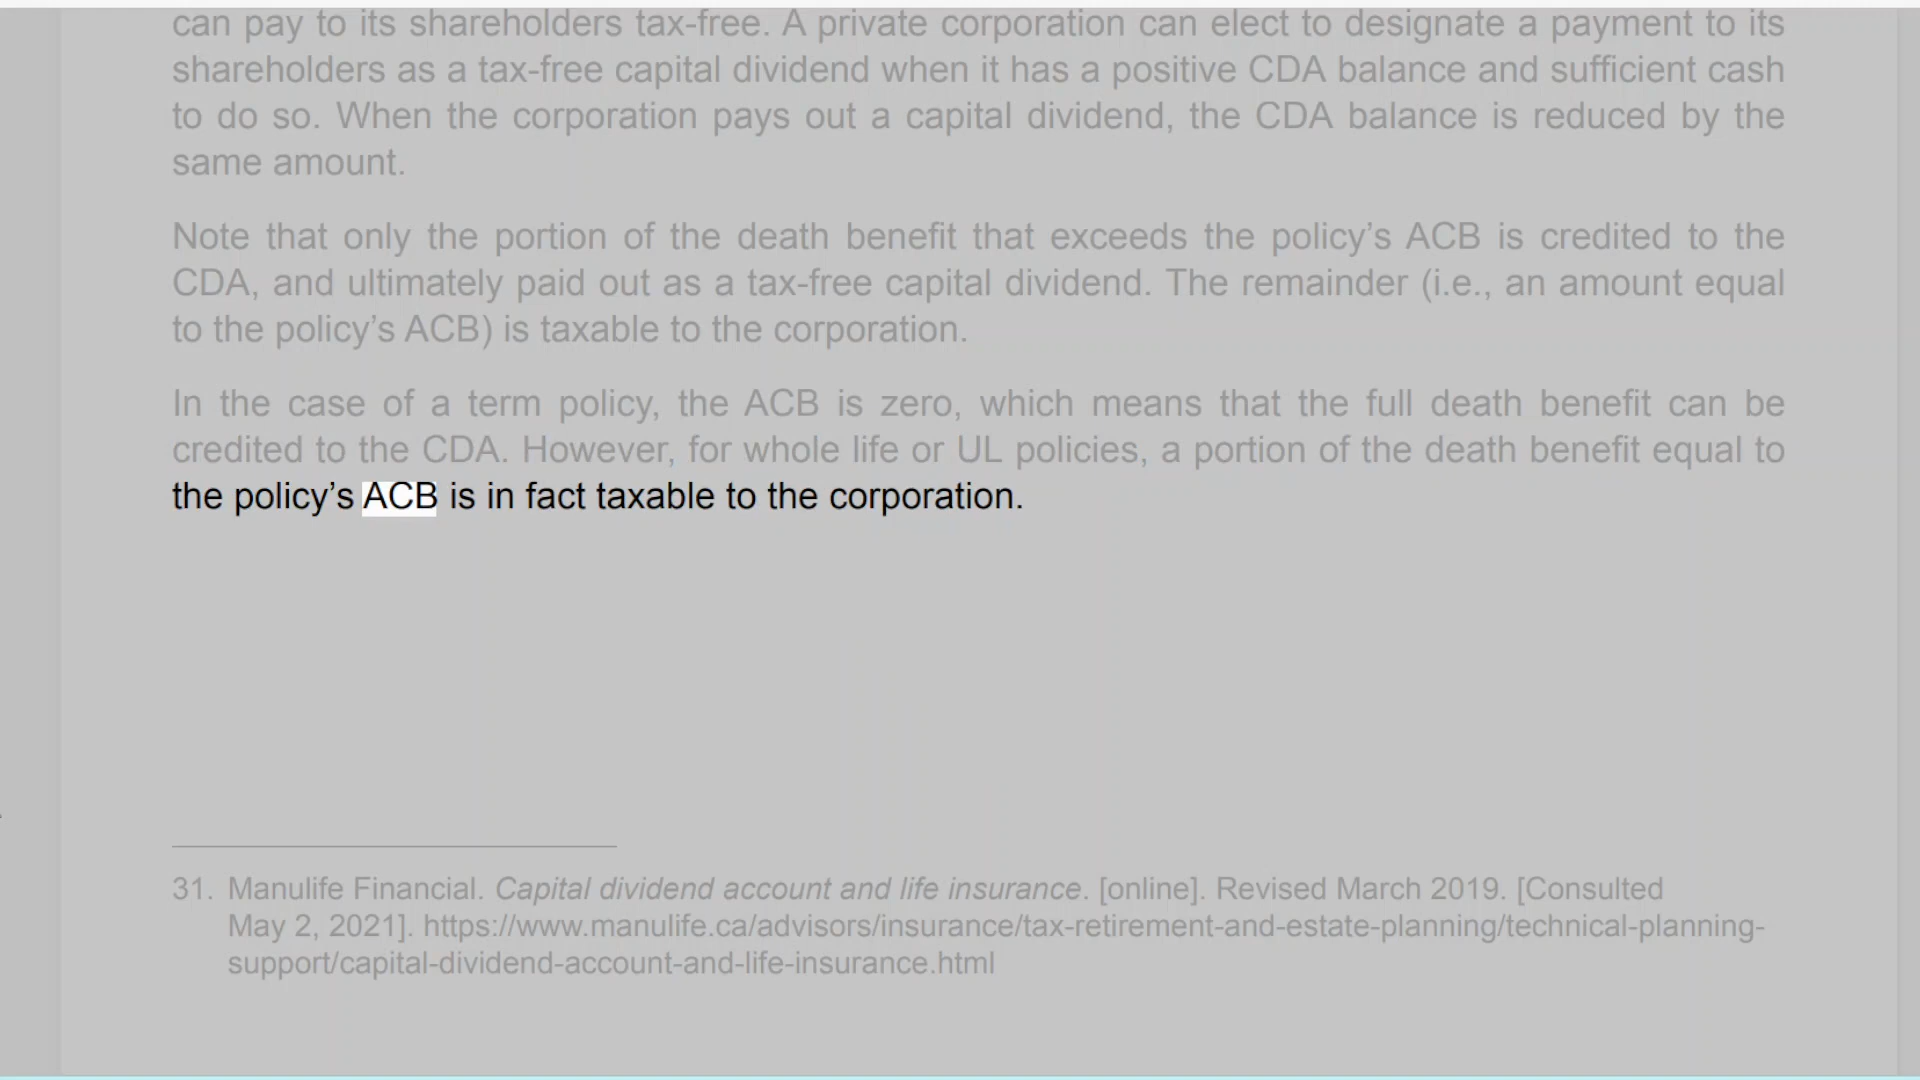 can pay to its shareholders tax-free. A private corporation can elect to designate a payment to its
shareholders as a tax-free capital dividend when it has a positive CDA balance and sufficient cash
to do so. When the corporation pays out a capital dividend, the CDA balance is reduced by the
same amount.
Note that only the portion of the death benefit that exceeds the policy’s ACB is credited to the
CDA, and ultimately paid out as a tax-free capital dividend. The remainder (i.e., an amount equal
to the policy’s ACB) is taxable to the corporation.
In the case of a term policy, the ACB is zero, which means that the full death benefit can be
credited to the CDA. However, for whole life or UL policies, a portion of the death benefit equal to
the policy’s ACB is in fact taxable to the corporation.
31. Manulife Financial. Capital dividend account and life insurance. [online]. Revised March 2019. [Consulted
May 2, 2021]. https://www.manulife.ca/advisors/insurance/tax-retirement-and-estate-planning/technical-planning-
support/capital-dividend-account-and-life-insurance.html